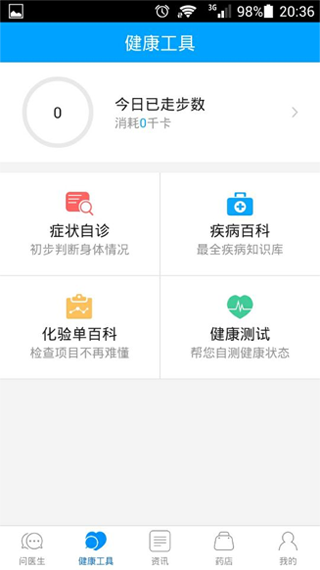 3G 98% 20:36
健康工具
0
今日已走步数
消耗0千卡
症状自诊
初步判断身体情况
疾病百科
最全疾病知识库
化验单百科
检查项目不再难懂
健康测试
帮您自测健康状态
问医生 健康工具 资讯 药店 我的